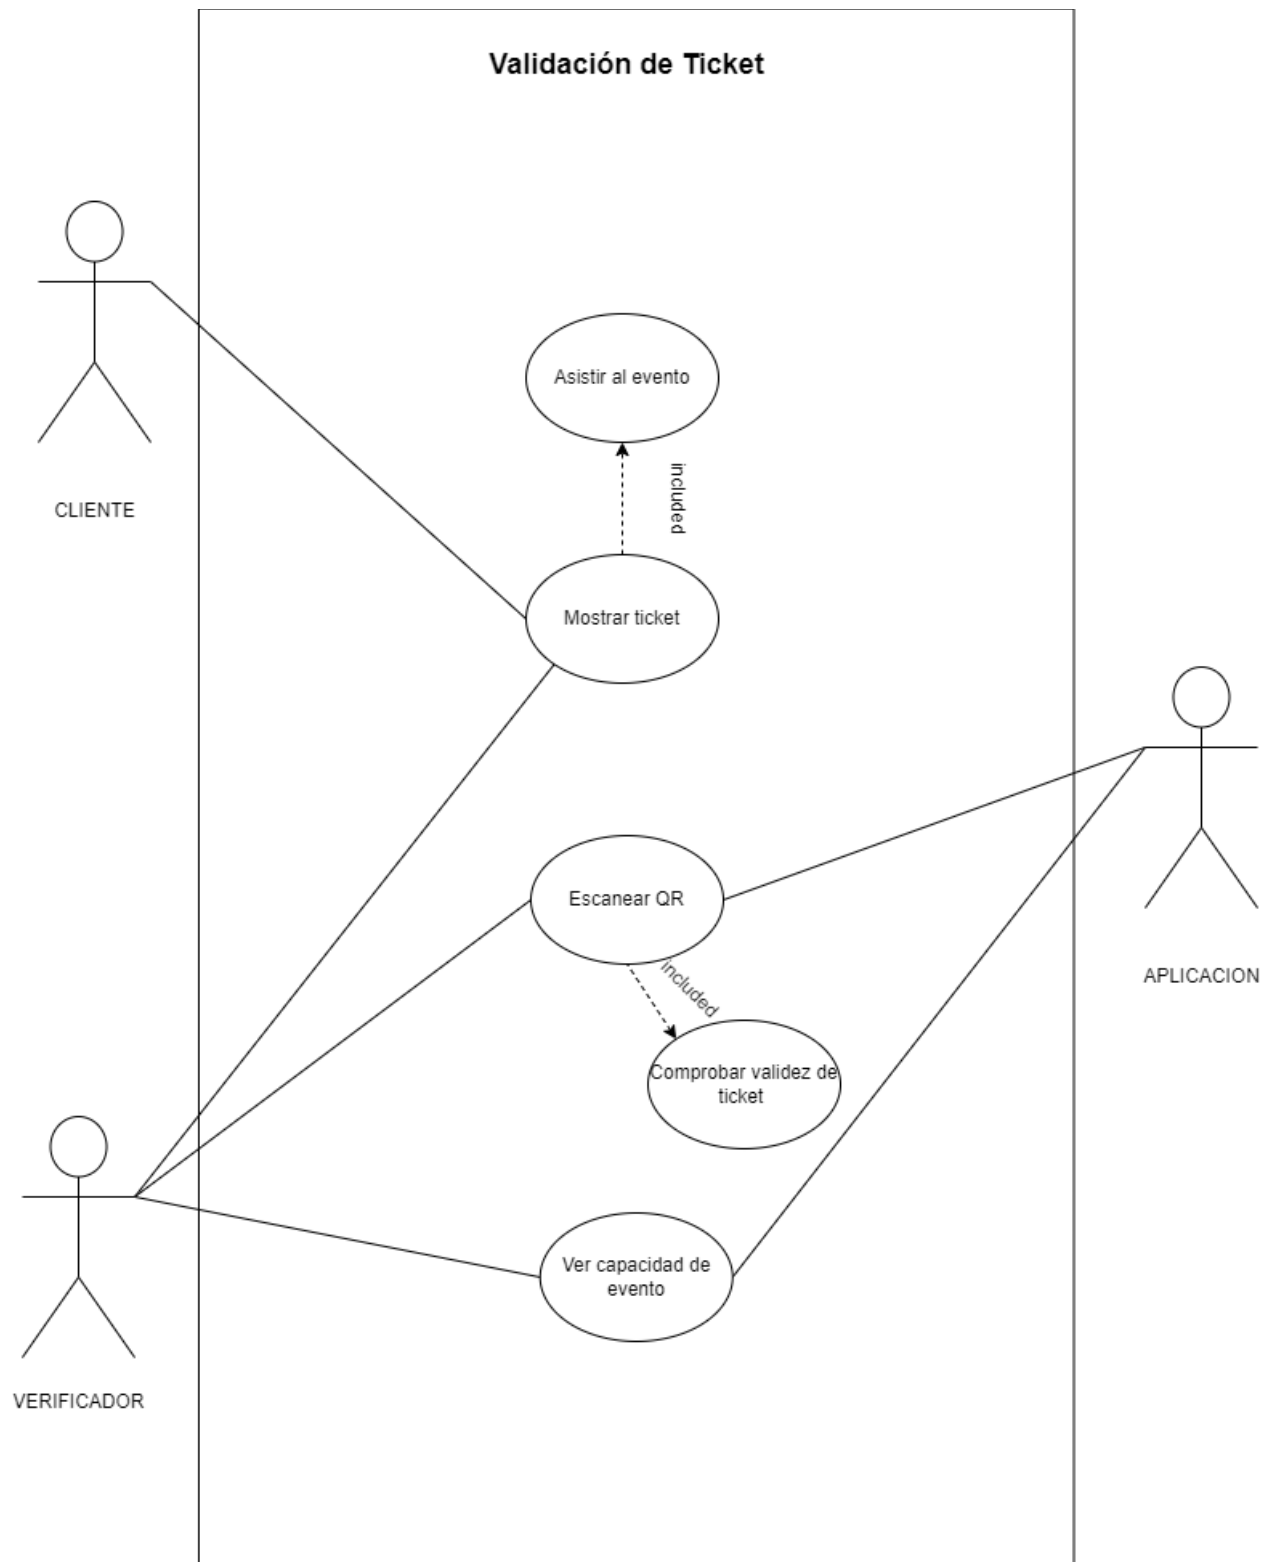 Validación de Ticket
Asistir al evento
included
CLIENTE
Mostrar ticket
Escanear QR
included
APLICACION
Comprobar validez de
ticket
Ver capacidad de
evento
VERIFICADOR